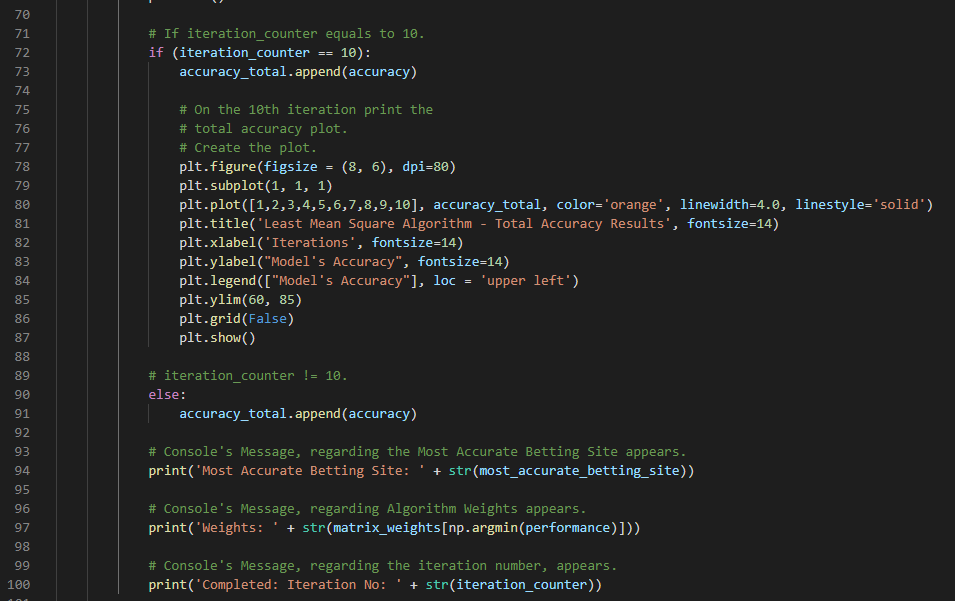 70
71 # If iteration_counter equals to 10.
72 if (iteration_counter == 10):
73 accuracy_total.append(accuracy)
74
75 # On the 10th iteration print the
76 # total accuracy plot.
77 # Create the plot.
78 plt.figure(figsize = (8, 6), dpi=80)
79 plt.subplot(1, 1, 1)
80 plt.plot([1,2,3,4,5,6,7,8,9,10], accuracy_total, color='orange', linewidth=4.0, linestyle='solid')
81 plt.title('Least Mean Square Algorithm - Total Accuracy Results', fontsize=14)
82 plt.xlabel('Iterations', fontsize=14)
83 plt.ylabel("Model's Accuracy", fontsize=14)
84 plt.legend(["Model's Accuracy"], loc = 'upper left')
85 plt.ylim(60, 85)
86 plt.grid(False)
87 plt.show()
88
89 # iteration_counter != 10.
90 else:
91 accuracy_total.append(accuracy)
92
93 # Console's Message, regarding the Most Accurate Betting Site appears.
94 print('Most Accurate Betting Site: ' + str(most_accurate_betting_site))
95
96 # Console's Message, regarding Algorithm Weights appears.
97 print('Weights: ' + str(matrix_weights[np.argmin(performance)]))
98
99 # Console's Message, regarding the iteration number, appears.
100 print('Completed: Iteration No: ' + str(iteration_counter))